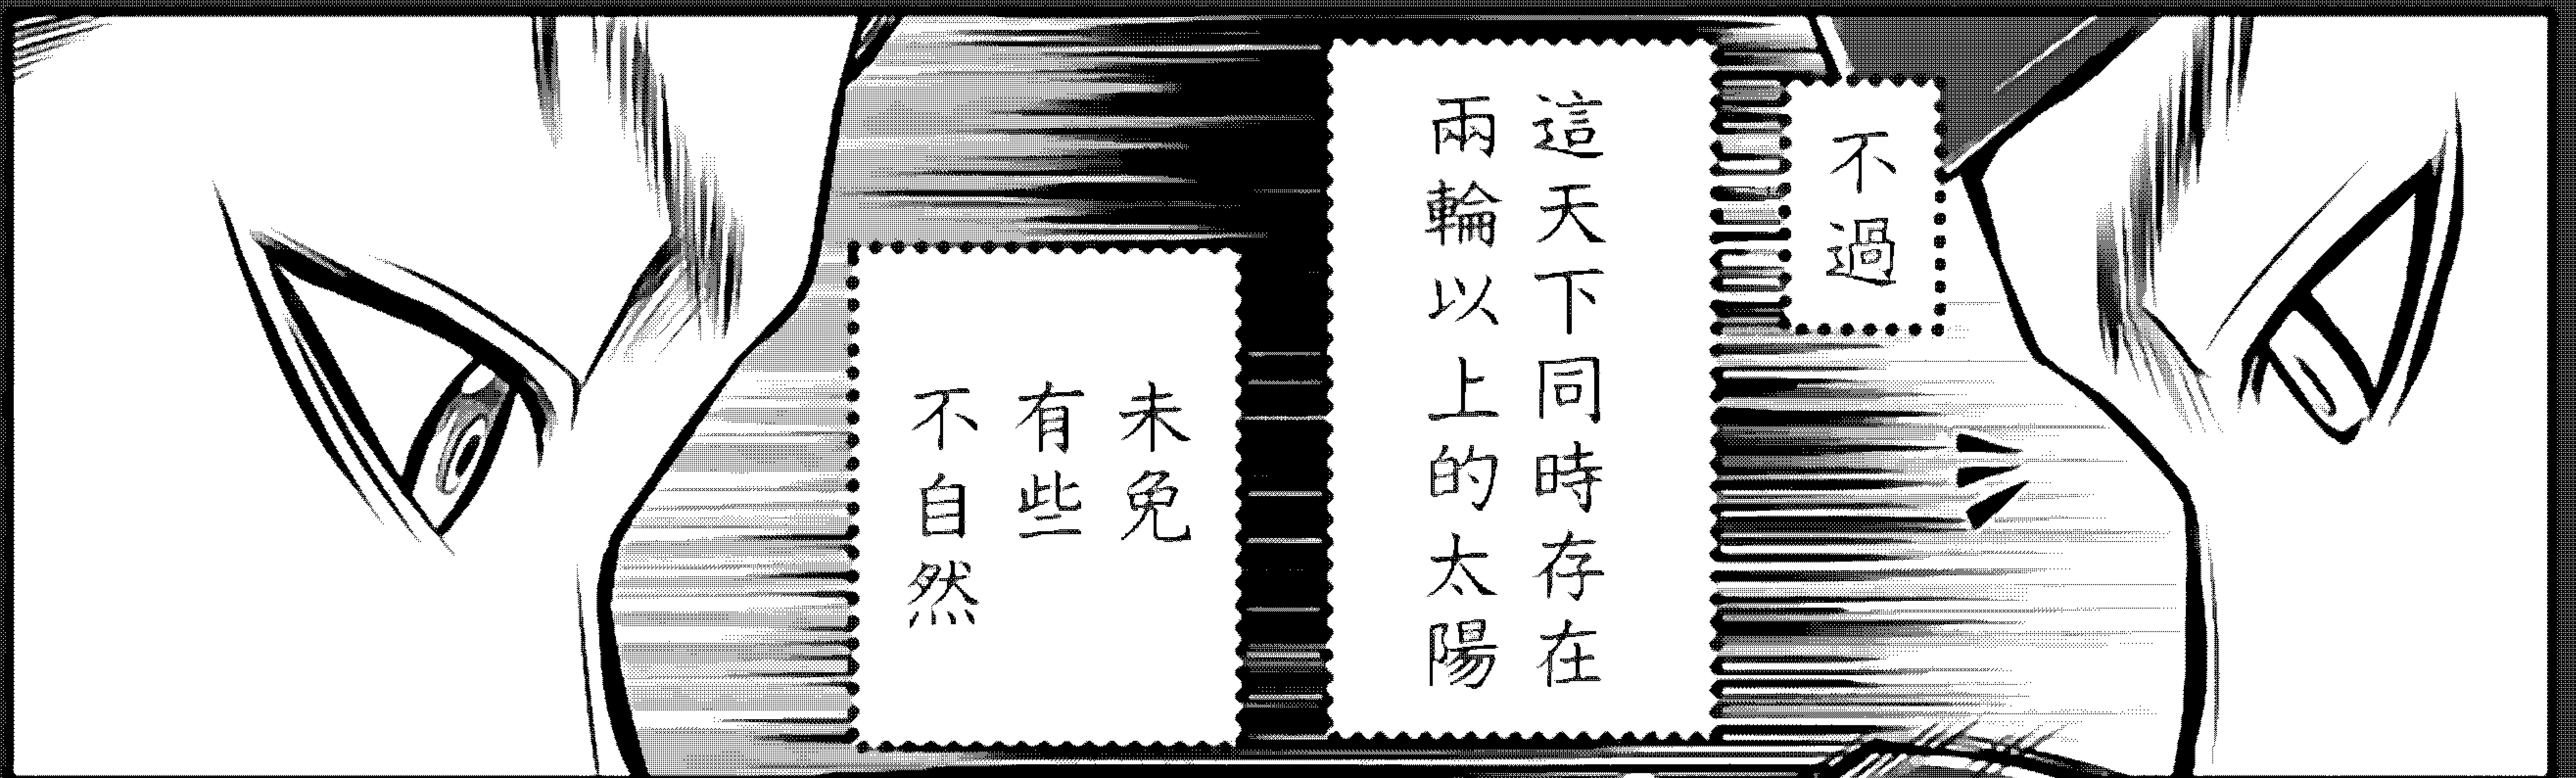 不過
這天下同時存在
兩輪以上的太陽
未免
有些
不自然